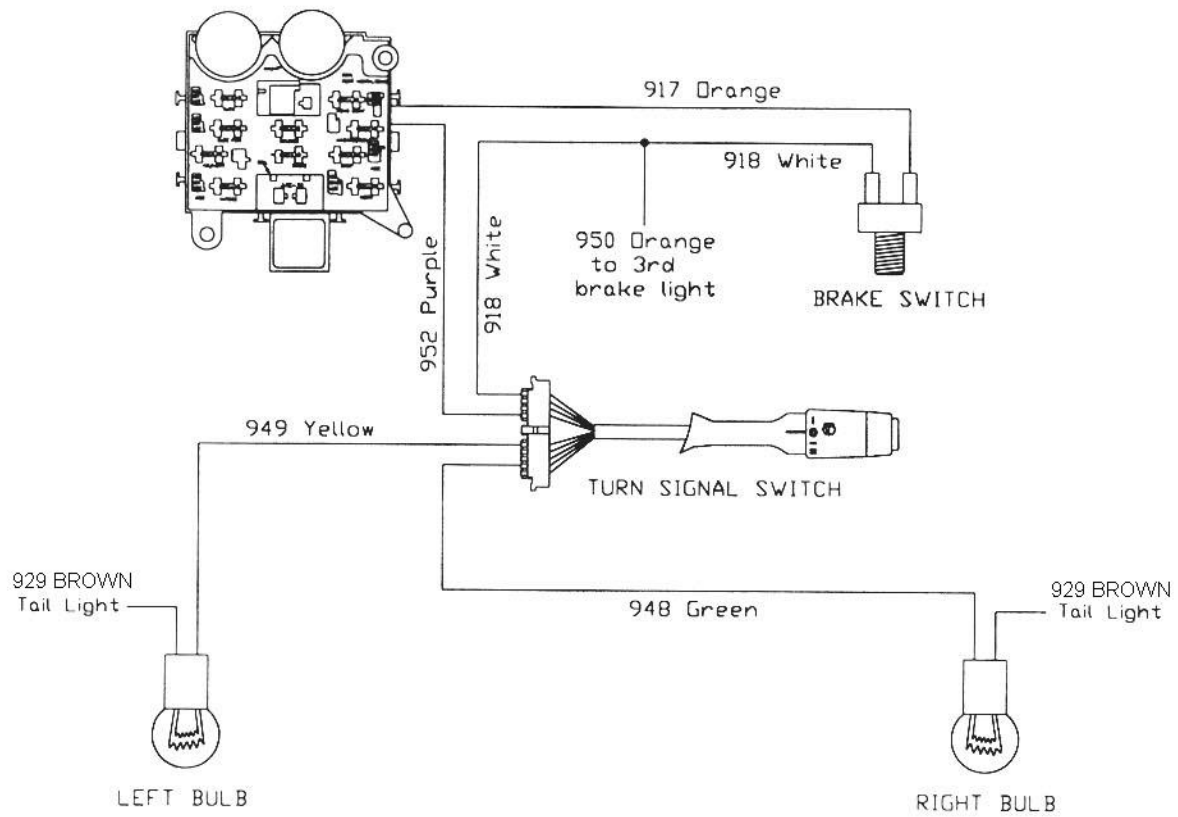 917 Orange
918 White
950 Orange
to 3rd
brake light
BRAKE SWITCH
952 Purple
918 White
949 Yellow
TURN SIGNAL SWITCH
929 BROWN
Tail Light
948 Green
929 BROWN
Tail Light
LEFT BULB
RIGHT BULB